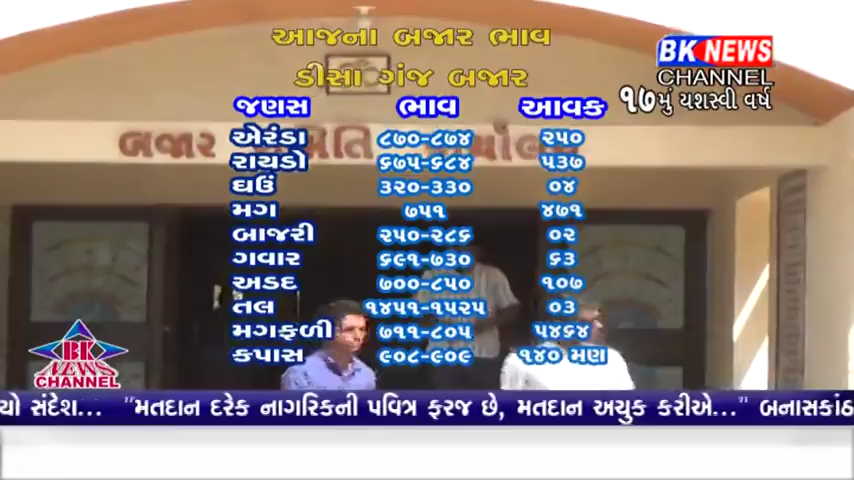 આજના બજાર ભાવ
ડીસા ગંજ બજાર
BK NEWS
CHANNEL
૧૭મું યશસ્વી વર્ષ
જણસ ભાવ આવક
એરંડા ૮૭૦-૮૭૪ ૨૫૦
રાયડો ૬૭૫-૬૮૪ ૫૩૭
ઘઉં ૩૨૦-૩૩૦ ૦૪
મગ ૭૫૧ ૪૭૧
બાજરી ૨૫૦-૨૮૬ ૦૨
ગવાર ૬૯૧-૭૩૦ ૬૩
અડદ ૭૦૦-૮૫૦ ૧૦૭
તલ ૧૪૫૧-૧૫૨૫ ૦૩
મગફળી ૭૧૧-૮૦૫ ૫૪૬૪
કપાસ ૯૦૮-૯૦૯ ૧૪૦ મણ
બજાર
BK
NEWS
CHANNEL
સંદેશ... "મતદાન દરેક નાગરિકની પવિત્ર ફરજ છે, મતદાન અચુક કરીએ..." બનાસકાંઠ